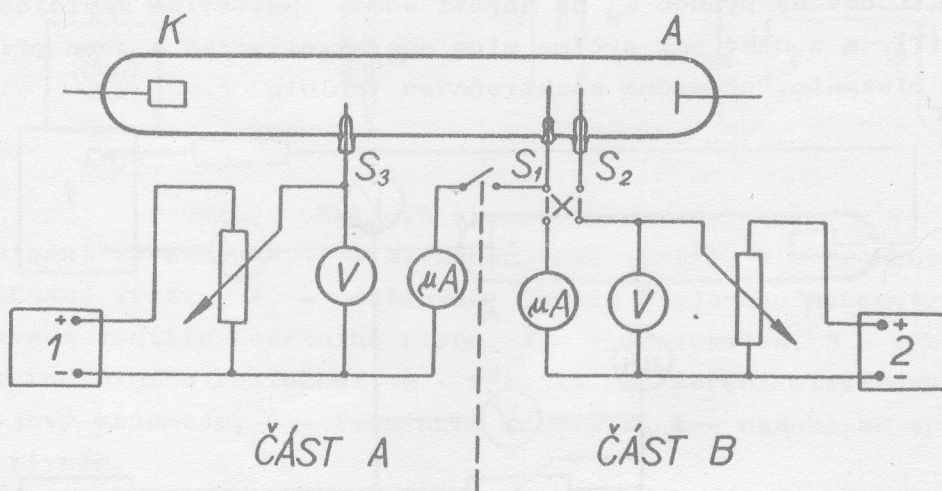 K A
S3 S1 S2
V µA µA V
+ +
1 2
- -
ČÁST A ČÁST B